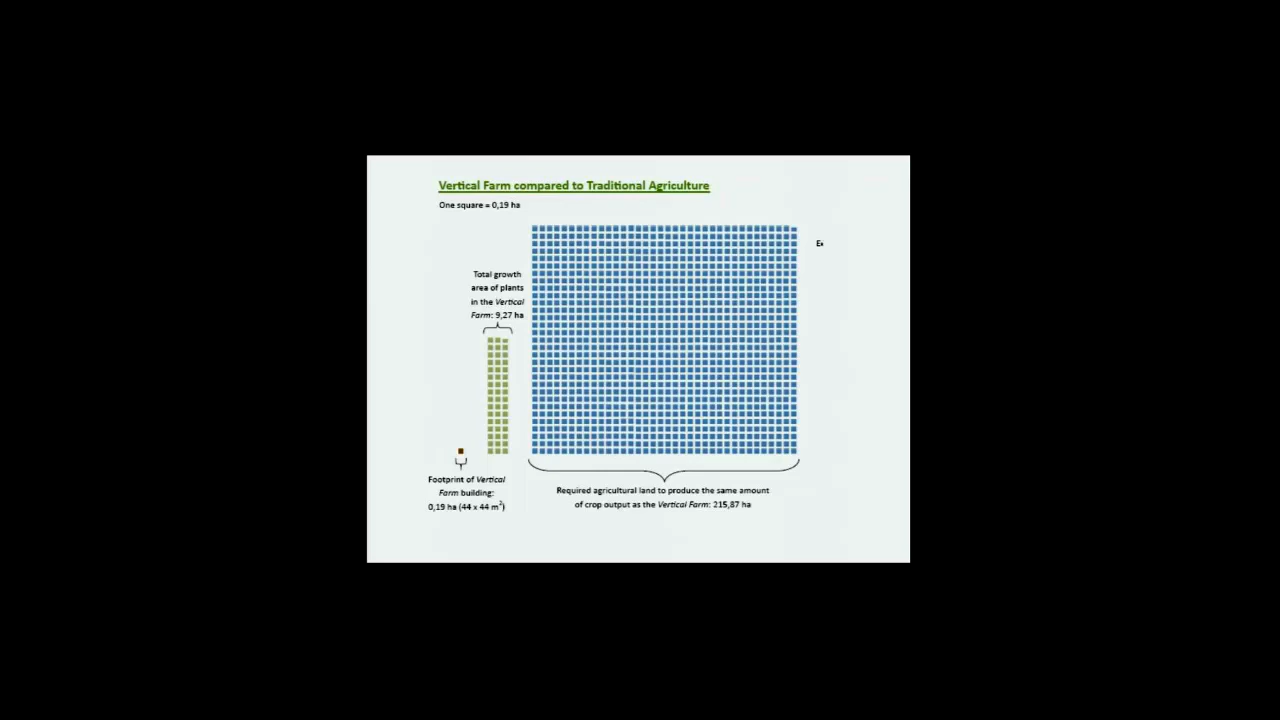 Vertical Farm compared to Traditional Agriculture
One square = 0,19 ha
Total growth
area of plants
in the Vertical
Farm: 9,27 ha
Footprint of Vertical
Farm building:
0,19 ha (44 x 44 m²)
Required agricultural land to produce the same amount
of crop output as the Vertical Farm: 215,87 ha